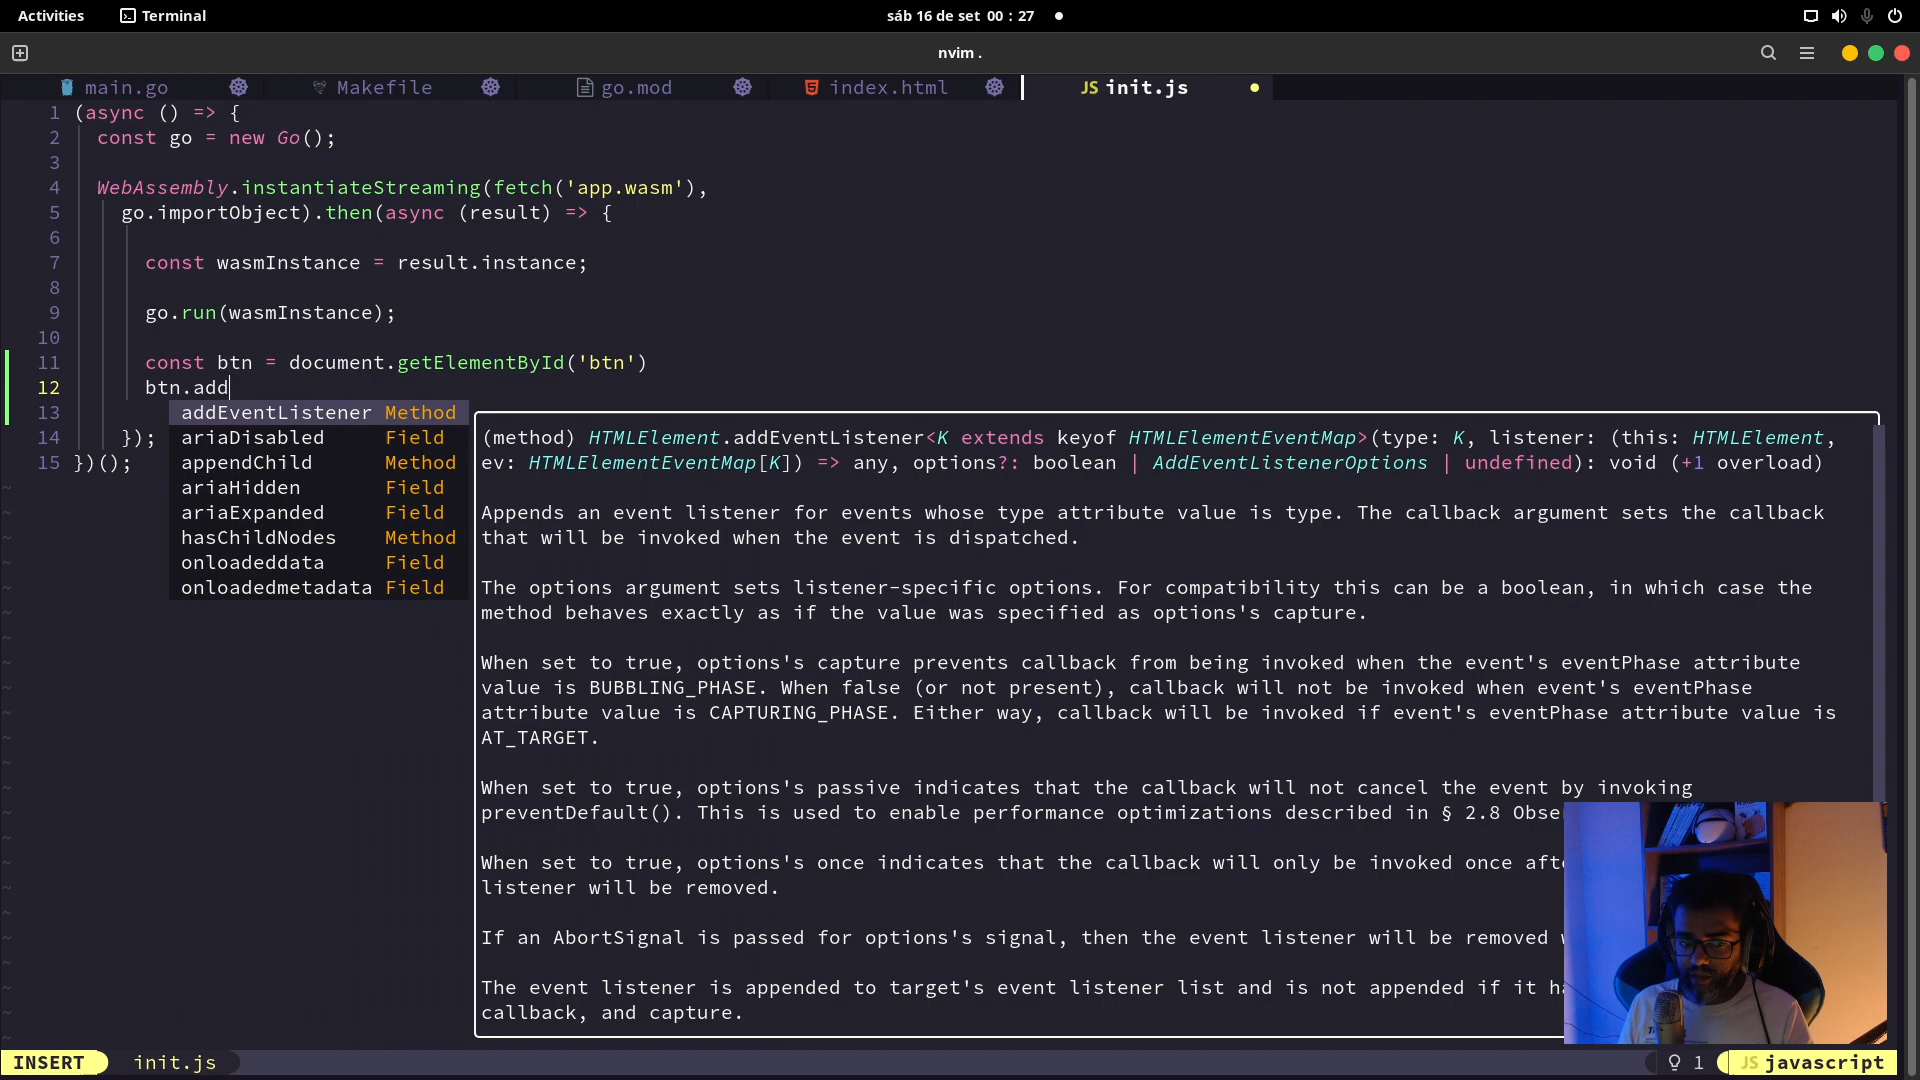 Activities Terminal sáb 16 de set 00 : 27
nvim .
main.go Makefile go.mod index.html JS init.js
1 (async () => {
2 const go = new Go();
3
4 WebAssembly.instantiateStreaming(fetch('app.wasm'),
5 go.importObject).then(async (result) => {
6
7 const wasmInstance = result.instance;
8
9 go.run(wasmInstance);
10
11 const btn = document.getElementById('btn')
12 btn.add
13
14 });
15 })();
addEventListener Method
ariaDisabled Field
appendChild Method
ariaHidden Field
ariaExpanded Field
hasChildNodes Method
onloadeddata Field
onloadedmetadata Field
(method) HTMLElement.addEventListener<K extends keyof HTMLElementEventMap>(type: K, listener: (this: HTMLElement,
ev: HTMLElementEventMap[K]) => any, options?: boolean | AddEventListenerOptions | undefined): void (+1 overload)
Appends an event listener for events whose type attribute value is type. The callback argument sets the callback
that will be invoked when the event is dispatched.
The options argument sets listener-specific options. For compatibility this can be a boolean, in which case the
method behaves exactly as if the value was specified as options's capture.
When set to true, options's capture prevents callback from being invoked when the event's eventPhase attribute
value is BUBBLING_PHASE. When false (or not present), callback will not be invoked when event's eventPhase
attribute value is CAPTURING_PHASE. Either way, callback will be invoked if event's eventPhase attribute value is
AT_TARGET.
When set to true, options's passive indicates that the callback will not cancel the event by invoking
preventDefault(). This is used to enable performance optimizations described in § 2.8 Obse
When set to true, options's once indicates that the callback will only be invoked once aft
listener will be removed.
If an AbortSignal is passed for options's signal, then the event listener will be removed
The event listener is appended to target's event listener list and is not appended if it ha
callback, and capture.
INSERT init.js 1 JS javascript